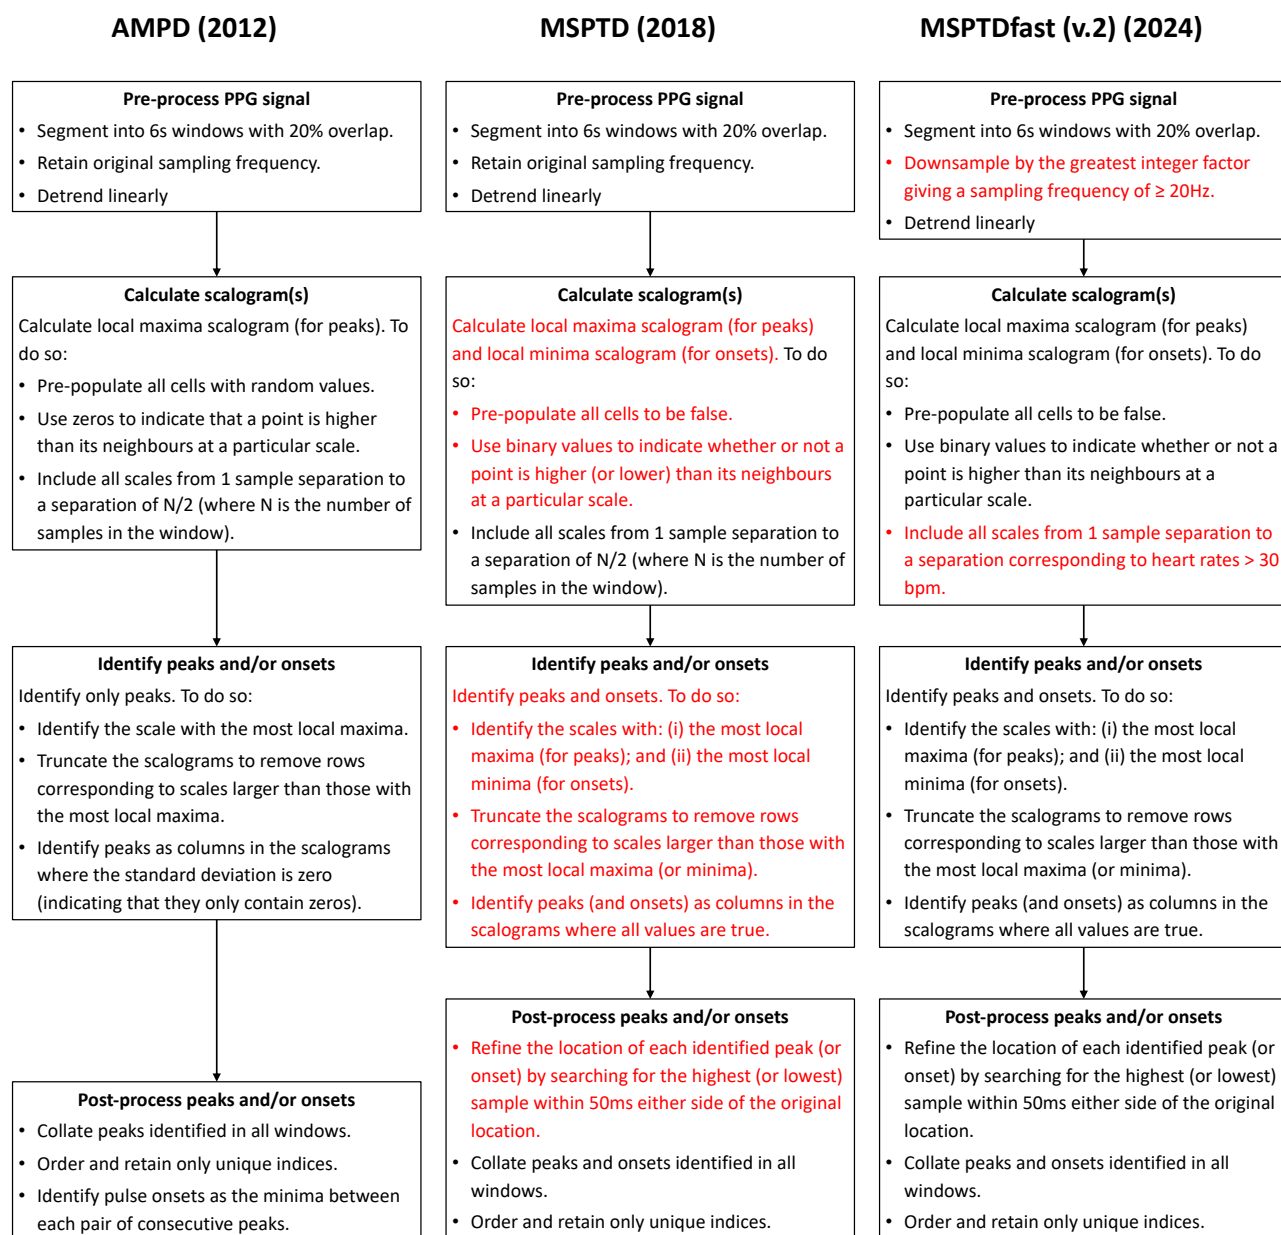 AMPD (2012)
Pre-process PPG signal
• Segment into 6s windows with 20% overlap.
• Retain original sampling frequency.
• Detrend linearly
Calculate scalogram(s)
Calculate local maxima scalogram (for peaks). To
do so:
• Pre-populate all cells with random values.
• Use zeros to indicate that a point is higher
than its neighbours at a particular scale.
• Include all scales from 1 sample separation to
a separation of N/2 (where N is the number of
samples in the window).
Identify peaks and/or onsets
Identify only peaks. To do so:
• Identify the scale with the most local maxima.
• Truncate the scalograms to remove rows
corresponding to scales larger than those with
the most local maxima.
• Identify peaks as columns in the scalograms
where the standard deviation is zero
(indicating that they only contain zeros).
Post-process peaks and/or onsets
• Collate peaks identified in all windows.
• Order and retain only unique indices.
• Identify pulse onsets as the minima between
each pair of consecutive peaks.
MSPTD (2018)
Pre-process PPG signal
• Segment into 6s windows with 20% overlap.
• Retain original sampling frequency.
• Detrend linearly
Calculate scalogram(s)
Calculate local maxima scalogram (for peaks)
and local minima scalogram (for onsets). To do
so:
• Pre-populate all cells to be false.
• Use binary values to indicate whether or not a
point is higher (or lower) than its neighbours
at a particular scale.
• Include all scales from 1 sample separation to
a separation of N/2 (where N is the number of
samples in the window).
Identify peaks and/or onsets
Identify peaks and onsets. To do so:
• Identify the scales with: (i) the most local
maxima (for peaks); and (ii) the most local
minima (for onsets).
• Truncate the scalograms to remove rows
corresponding to scales larger than those with
the most local maxima (or minima).
• Identify peaks (and onsets) as columns in the
scalograms where all values are true.
Post-process peaks and/or onsets
• Refine the location of each identified peak (or
onset) by searching for the highest (or lowest)
sample within 50ms either side of the original
location.
• Collate peaks and onsets identified in all
windows.
• Order and retain only unique indices.
MSPTDfast (v.2) (2024)
Pre-process PPG signal
• Segment into 6s windows with 20% overlap.
• Downsample by the greatest integer factor
giving a sampling frequency of ≥ 20Hz.
• Detrend linearly
Calculate scalogram(s)
Calculate local maxima scalogram (for peaks)
and local minima scalogram (for onsets). To do
so:
• Pre-populate all cells to be false.
• Use binary values to indicate whether or not a
point is higher than its neighbours at a
particular scale.
• Include all scales from 1 sample separation to
a separation corresponding to heart rates > 30
bpm.
Identify peaks and/or onsets
Identify peaks and onsets. To do so:
• Identify the scales with: (i) the most local
maxima (for peaks); and (ii) the most local
minima (for onsets).
• Truncate the scalograms to remove rows
corresponding to scales larger than those with
the most local maxima (or minima).
• Identify peaks (and onsets) as columns in the
scalograms where all values are true.
Post-process peaks and/or onsets
• Refine the location of each identified peak (or
onset) by searching for the highest (or lowest)
sample within 50ms either side of the original
location.
• Collate peaks and onsets identified in all
windows.
• Order and retain only unique indices.